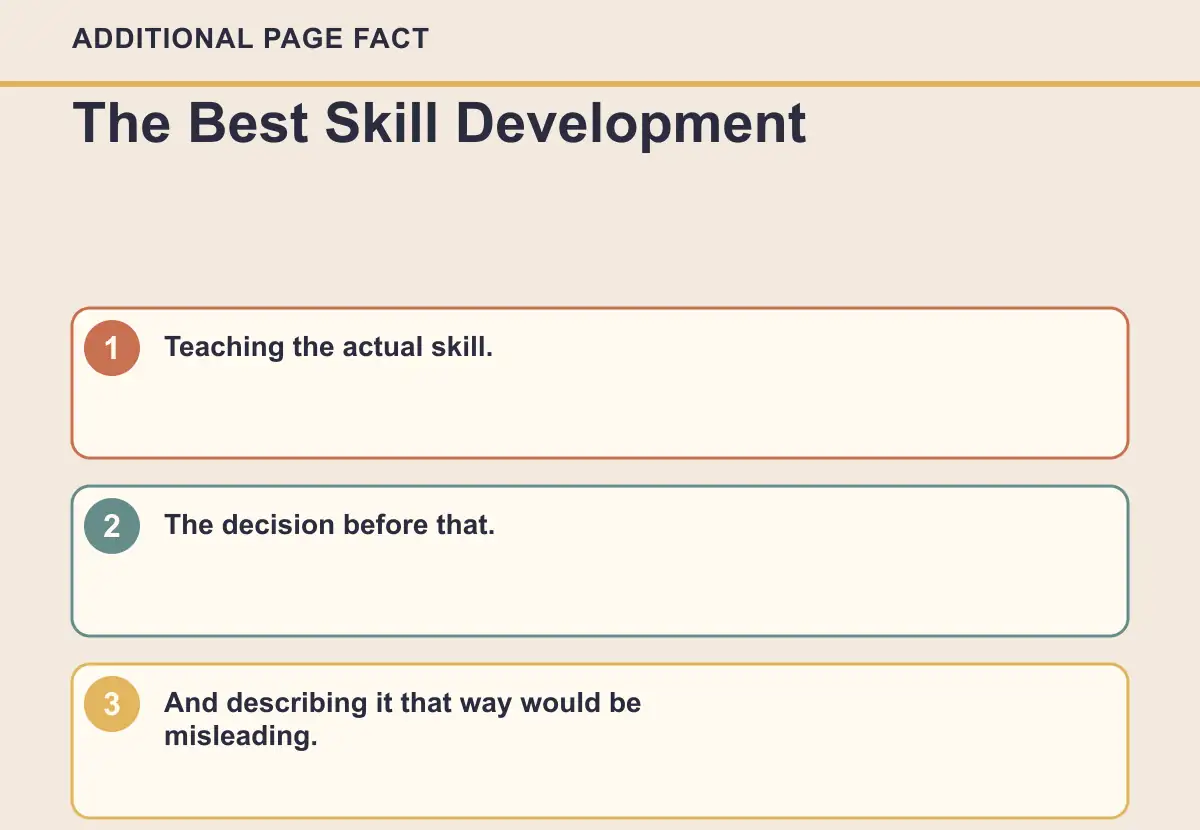 ADDITIONAL PAGE FACT
The Best Skill Development
1
Teaching the actual skill.
2
The decision before that.
3
And describing it that way would be
misleading.